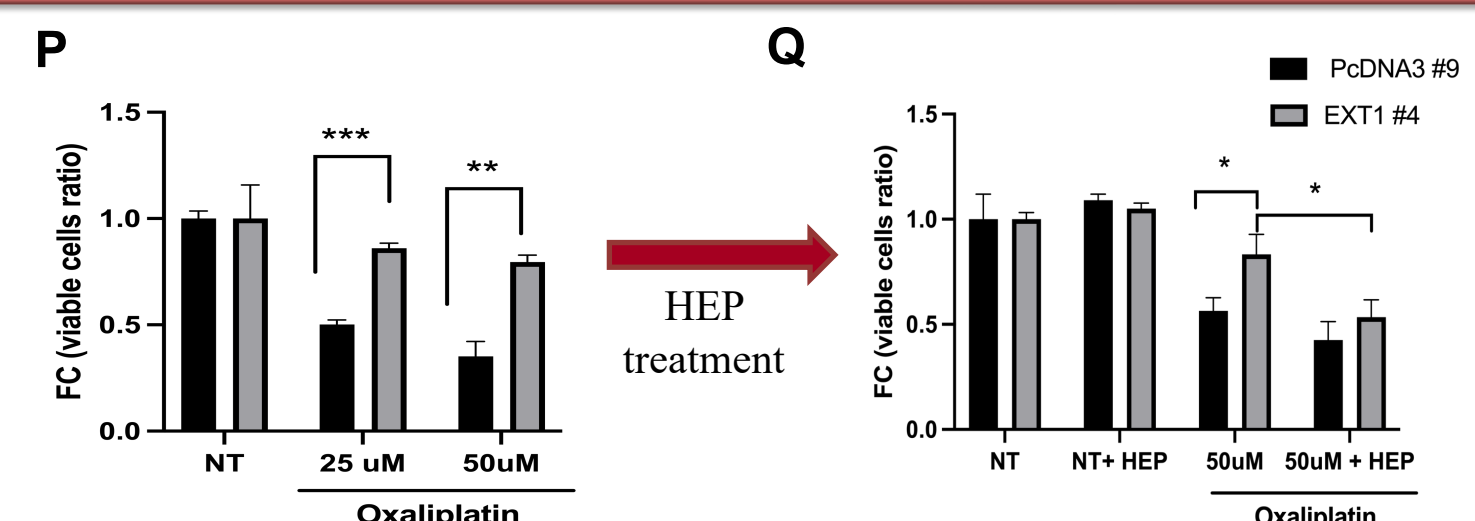 P
FC (viable cells ratio)
1.5
1.0
0.5
0.0
***
**
NT
25 uM
50uM
Oxaliplatin
HEP
treatment
Q
PcDNA3 #9
EXT1 #4
FC (viable cells ratio)
1.5
1.0
0.5
0.0
*
*
NT
NT+ HEP
50uM
50uM + HEP
Oxaliplatin